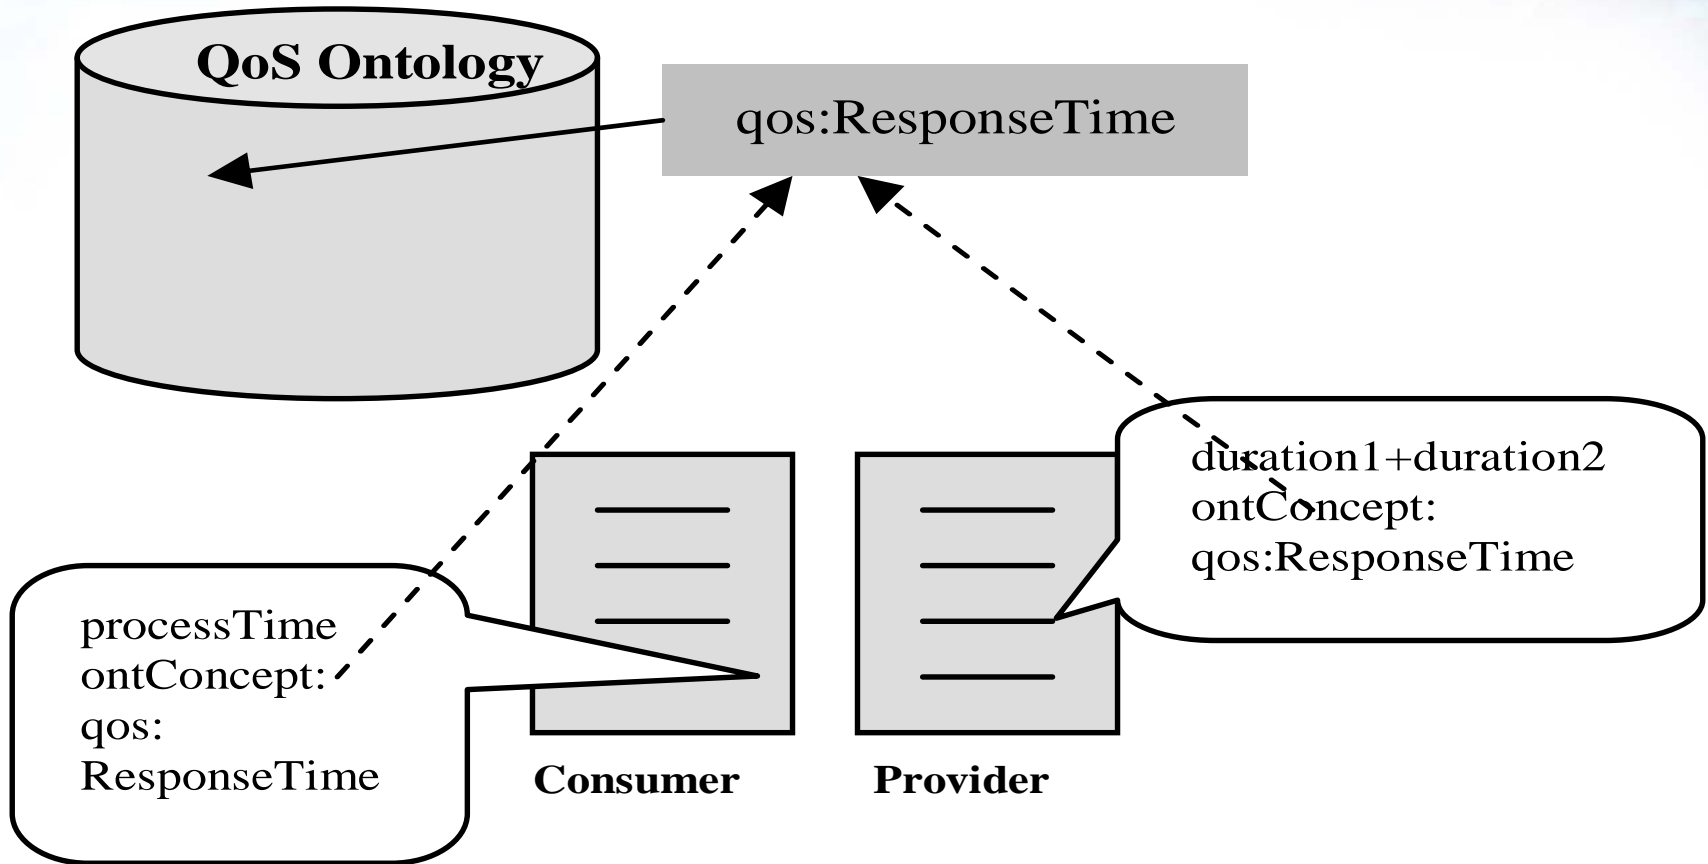 QoS Ontology
qos:ResponseTime
duration1+duration2
ontConcept:
qos:ResponseTime
processTime
ontConcept:
qos:
ResponseTime
Consumer
Provider